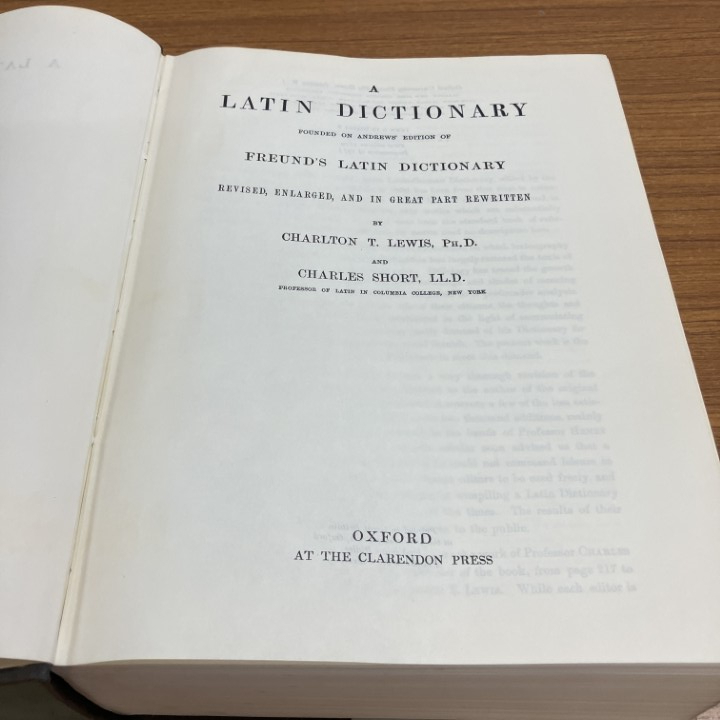 A
LATIN DICTIONARY
FOUNDED ON ANDREWS' EDITION OF
FREUND'S LATIN DICTIONARY
REVISED, ENLARGED, AND IN GREAT PART REWRITTEN
BY
CHARLTON T. LEWIS, PH.D.
AND
CHARLES SHORT, LL.D.
PROFESSOR OF LATIN IN COLUMBIA COLLEGE, NEW YORK
OXFORD
AT THE CLARENDON PRESS